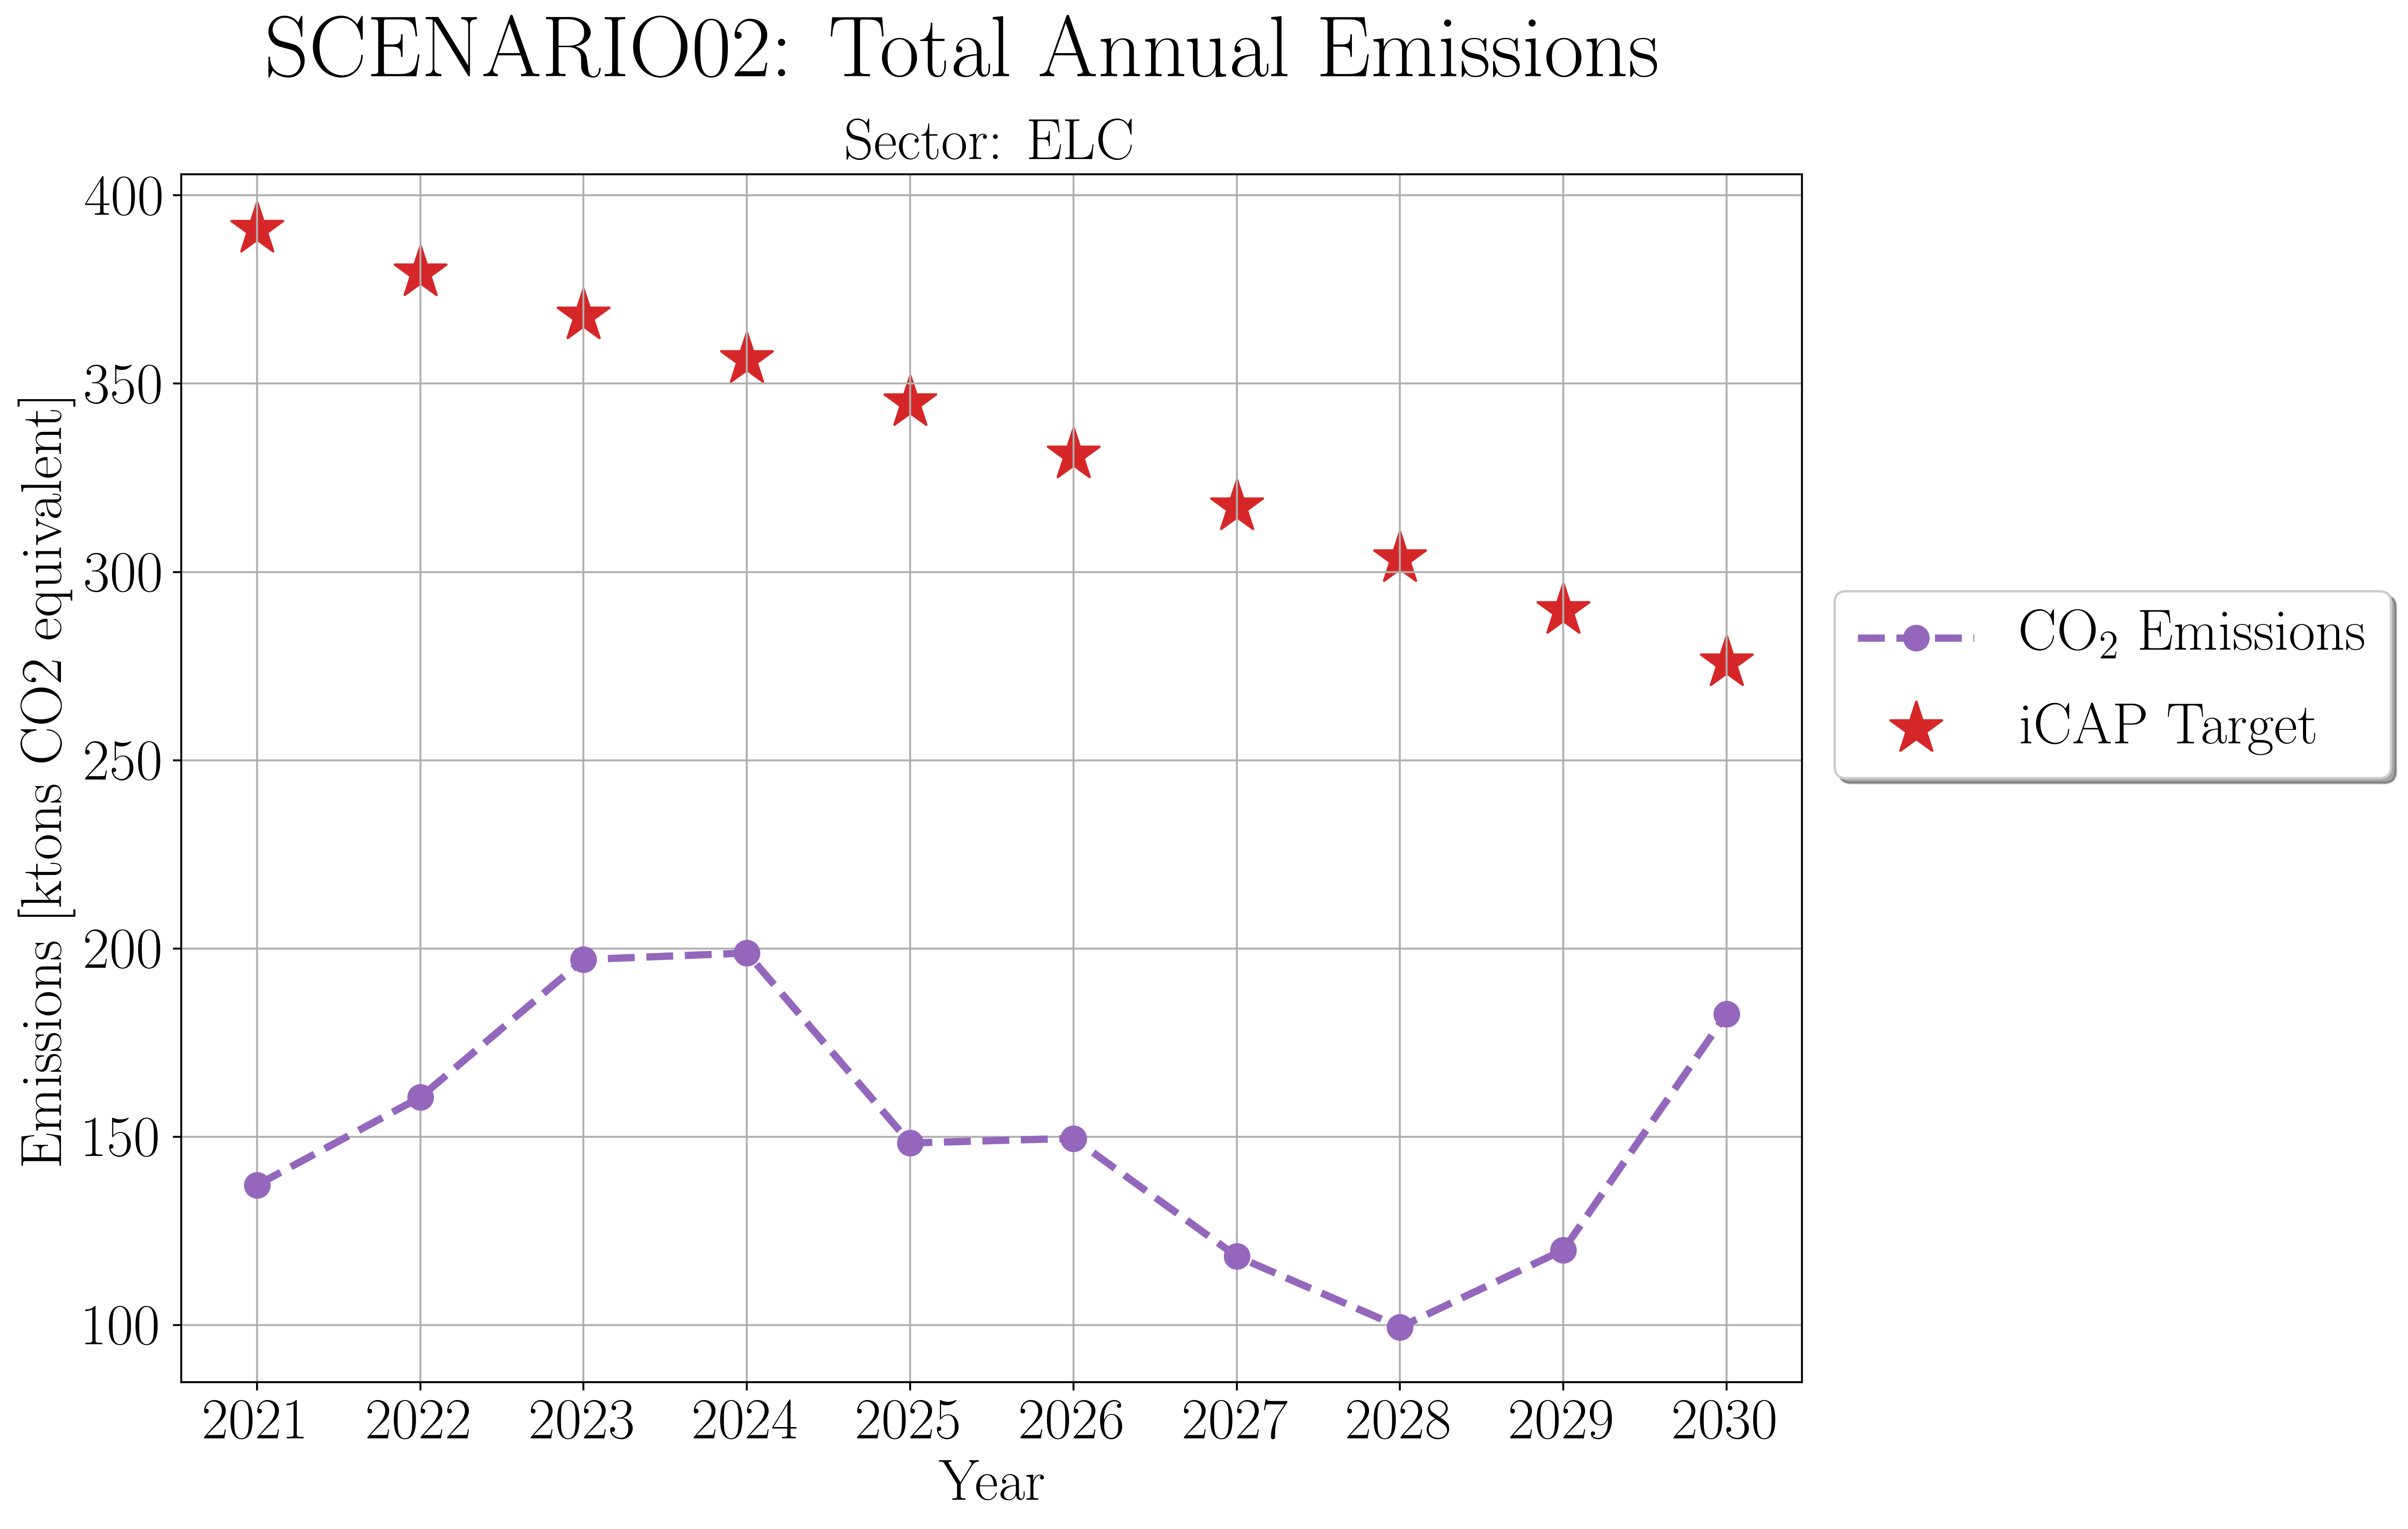 SCENARIO02: Total Annual Emissions
Sector: ELC
Emissions [ktons CO2 equivalent]
400
350
300
250
200
150
100
2021 2022 2023 2024 2025 2026 2027 2028 2029 2030
Year
CO₂ Emissions
iCAP Target